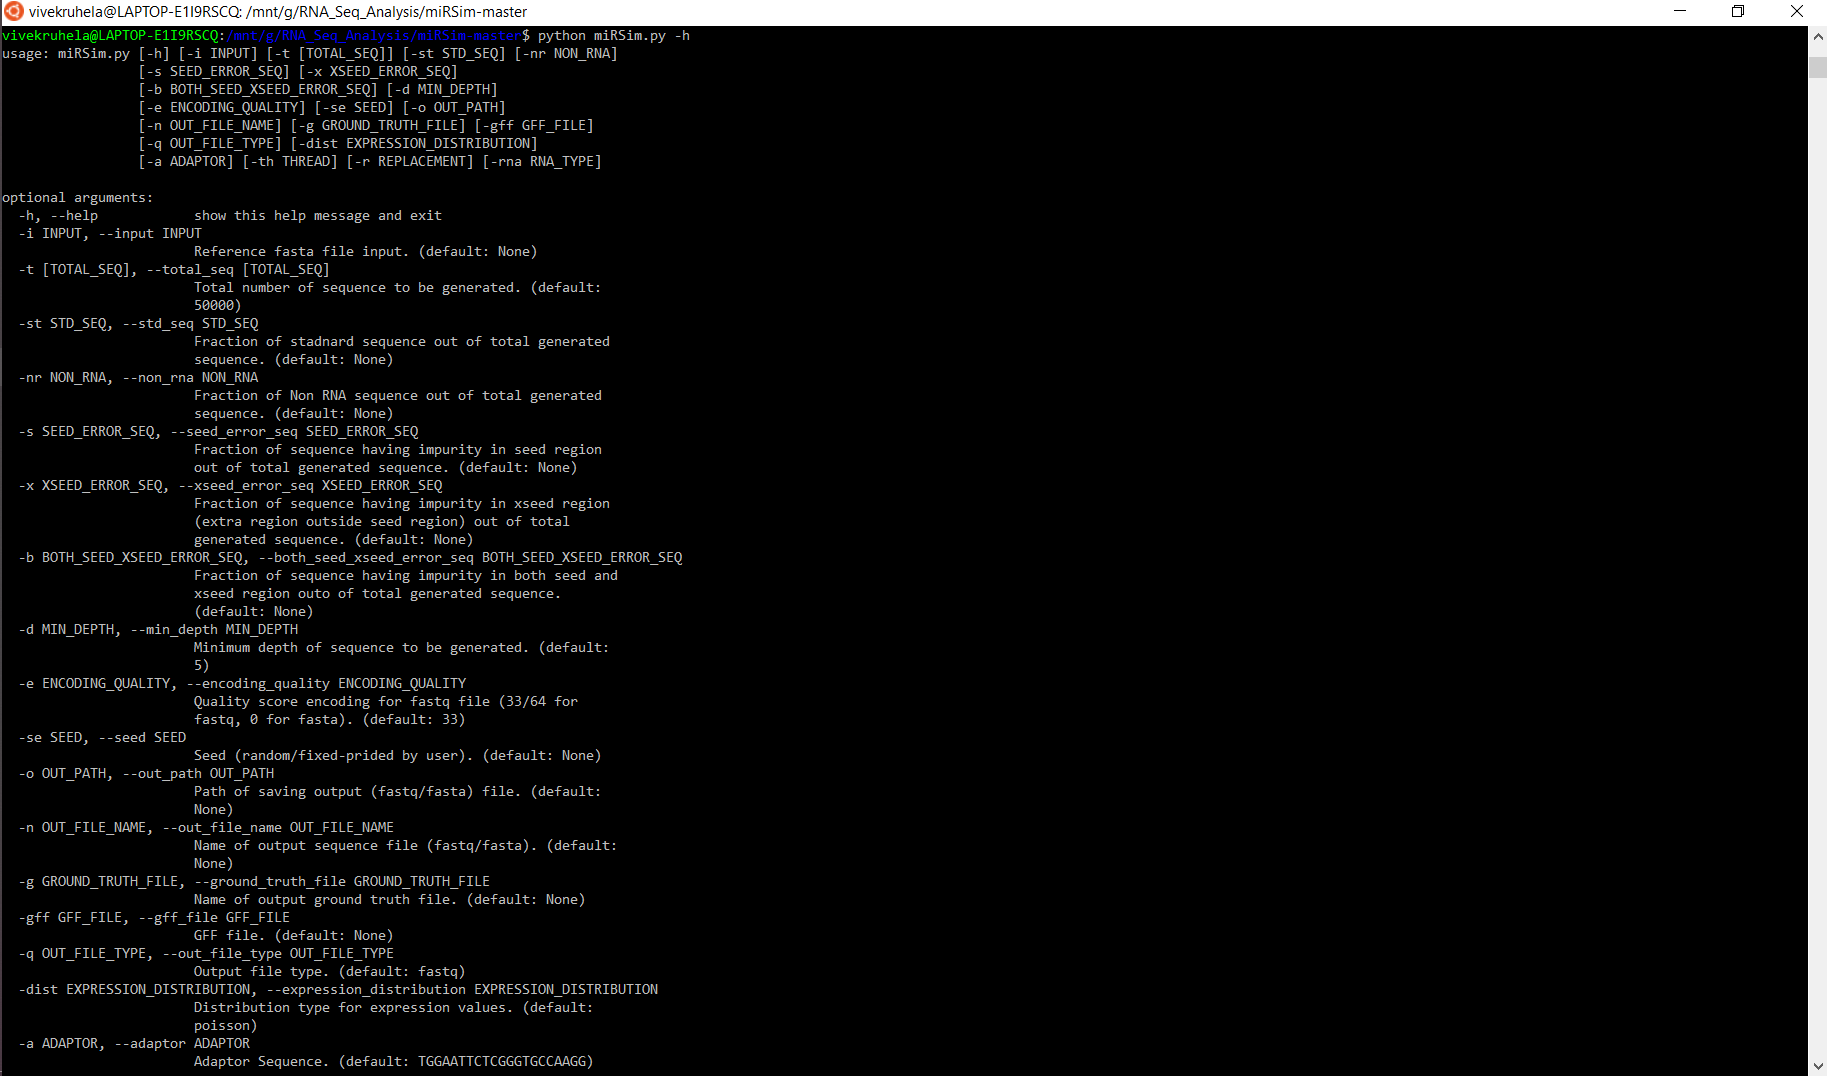 vivekruhela@LAPTOP-E1I9RSCQ: /mnt/g/RNA_Seq_Analysis/miRSim-master
vivekruhela@LAPTOP-E1I9RSCQ:/mnt/g/RNA_Seq_Analysis/miRSim-master$ python miRSim.py -h
usage: miRSim.py [-h] [-i INPUT] [-t [TOTAL_SEQ]] [-st STD_SEQ] [-nr NON_RNA]
                 [-s SEED_ERROR_SEQ] [-x XSEED_ERROR_SEQ]
                 [-b BOTH_SEED_XSEED_ERROR_SEQ] [-d MIN_DEPTH]
                 [-e ENCODING_QUALITY] [-se SEED] [-o OUT_PATH]
                 [-n OUT_FILE_NAME] [-g GROUND_TRUTH_FILE] [-gff GFF_FILE]
                 [-q OUT_FILE_TYPE] [-dist EXPRESSION_DISTRIBUTION]
                 [-a ADAPTOR] [-th THREAD] [-r REPLACEMENT] [-rna RNA_TYPE]

optional arguments:
  -h, --help            show this help message and exit
  -i INPUT, --input INPUT
                        Reference fasta file input. (default: None)
  -t [TOTAL_SEQ], --total_seq [TOTAL_SEQ]
                        Total number of sequence to be generated. (default:
                        50000)
  -st STD_SEQ, --std_seq STD_SEQ
                        Fraction of stadnard sequence out of total generated
                        sequence. (default: None)
  -nr NON_RNA, --non_rna NON_RNA
                        Fraction of Non RNA sequence out of total generated
                        sequence. (default: None)
  -s SEED_ERROR_SEQ, --seed_error_seq SEED_ERROR_SEQ
                        Fraction of sequence having impurity in seed region
                        out of total generated sequence. (default: None)
  -x XSEED_ERROR_SEQ, --xseed_error_seq XSEED_ERROR_SEQ
                        Fraction of sequence having impurity in xseed region
                        (extra region outside seed region) out of total
                        generated sequence. (default: None)
  -b BOTH_SEED_XSEED_ERROR_SEQ, --both_seed_xseed_error_seq BOTH_SEED_XSEED_ERROR_SEQ
                        Fraction of sequence having impurity in both seed and
                        xseed region outo of total generated sequence.
                        (default: None)
  -d MIN_DEPTH, --min_depth MIN_DEPTH
                        Minimum depth of sequence to be generated. (default:
                        5)
  -e ENCODING_QUALITY, --encoding_quality ENCODING_QUALITY
                        Quality score encoding for fastq file (33/64 for
                        fastq, 0 for fasta). (default: 33)
  -se SEED, --seed SEED
                        Seed (random/fixed-prided by user). (default: None)
  -o OUT_PATH, --out_path OUT_PATH
                        Path of saving output (fastq/fasta) file. (default:
                        None)
  -n OUT_FILE_NAME, --out_file_name OUT_FILE_NAME
                        Name of output sequence file (fastq/fasta). (default:
                        None)
  -g GROUND_TRUTH_FILE, --ground_truth_file GROUND_TRUTH_FILE
                        Name of output ground truth file. (default: None)
  -gff GFF_FILE, --gff_file GFF_FILE
                        GFF file. (default: None)
  -q OUT_FILE_TYPE, --out_file_type OUT_FILE_TYPE
                        Output file type. (default: fastq)
  -dist EXPRESSION_DISTRIBUTION, --expression_distribution EXPRESSION_DISTRIBUTION
                        Distribution type for expression values. (default:
                        poisson)
  -a ADAPTOR, --adaptor ADAPTOR
                        Adaptor Sequence. (default: TGGAATTCTCGGGTGCCAAGG)